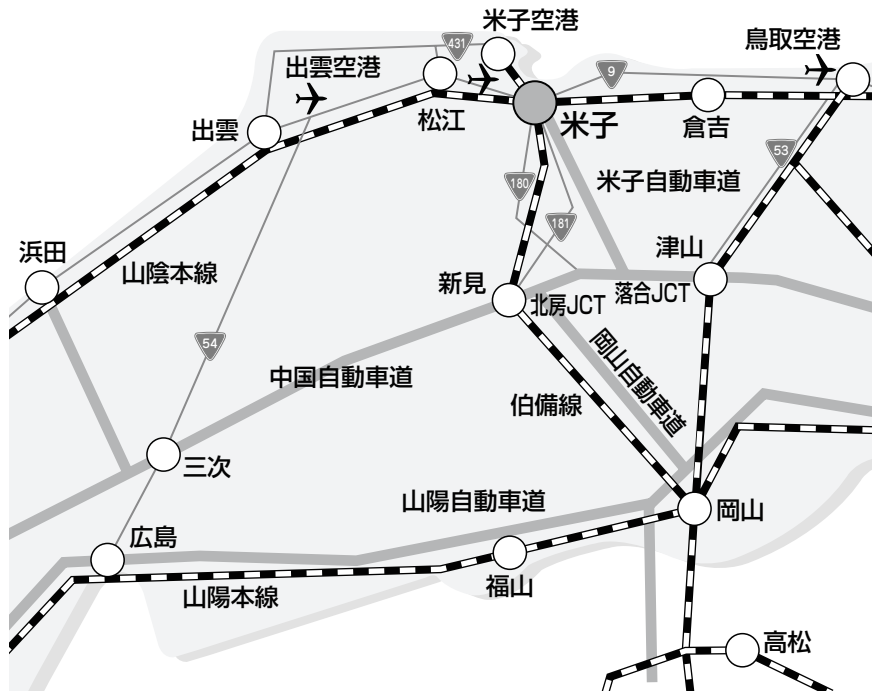 米子空港
431
鳥取空港
出雲空港
9
出雲
松江
米子
倉吉
53
180
米子自動車道
181
津山
浜田
山陰本線
新見
北房JCT
落合JCT
54
岡山自動車道
中国自動車道
伯備線
三次
山陽自動車道
岡山
広島
福山
山陽本線
高松